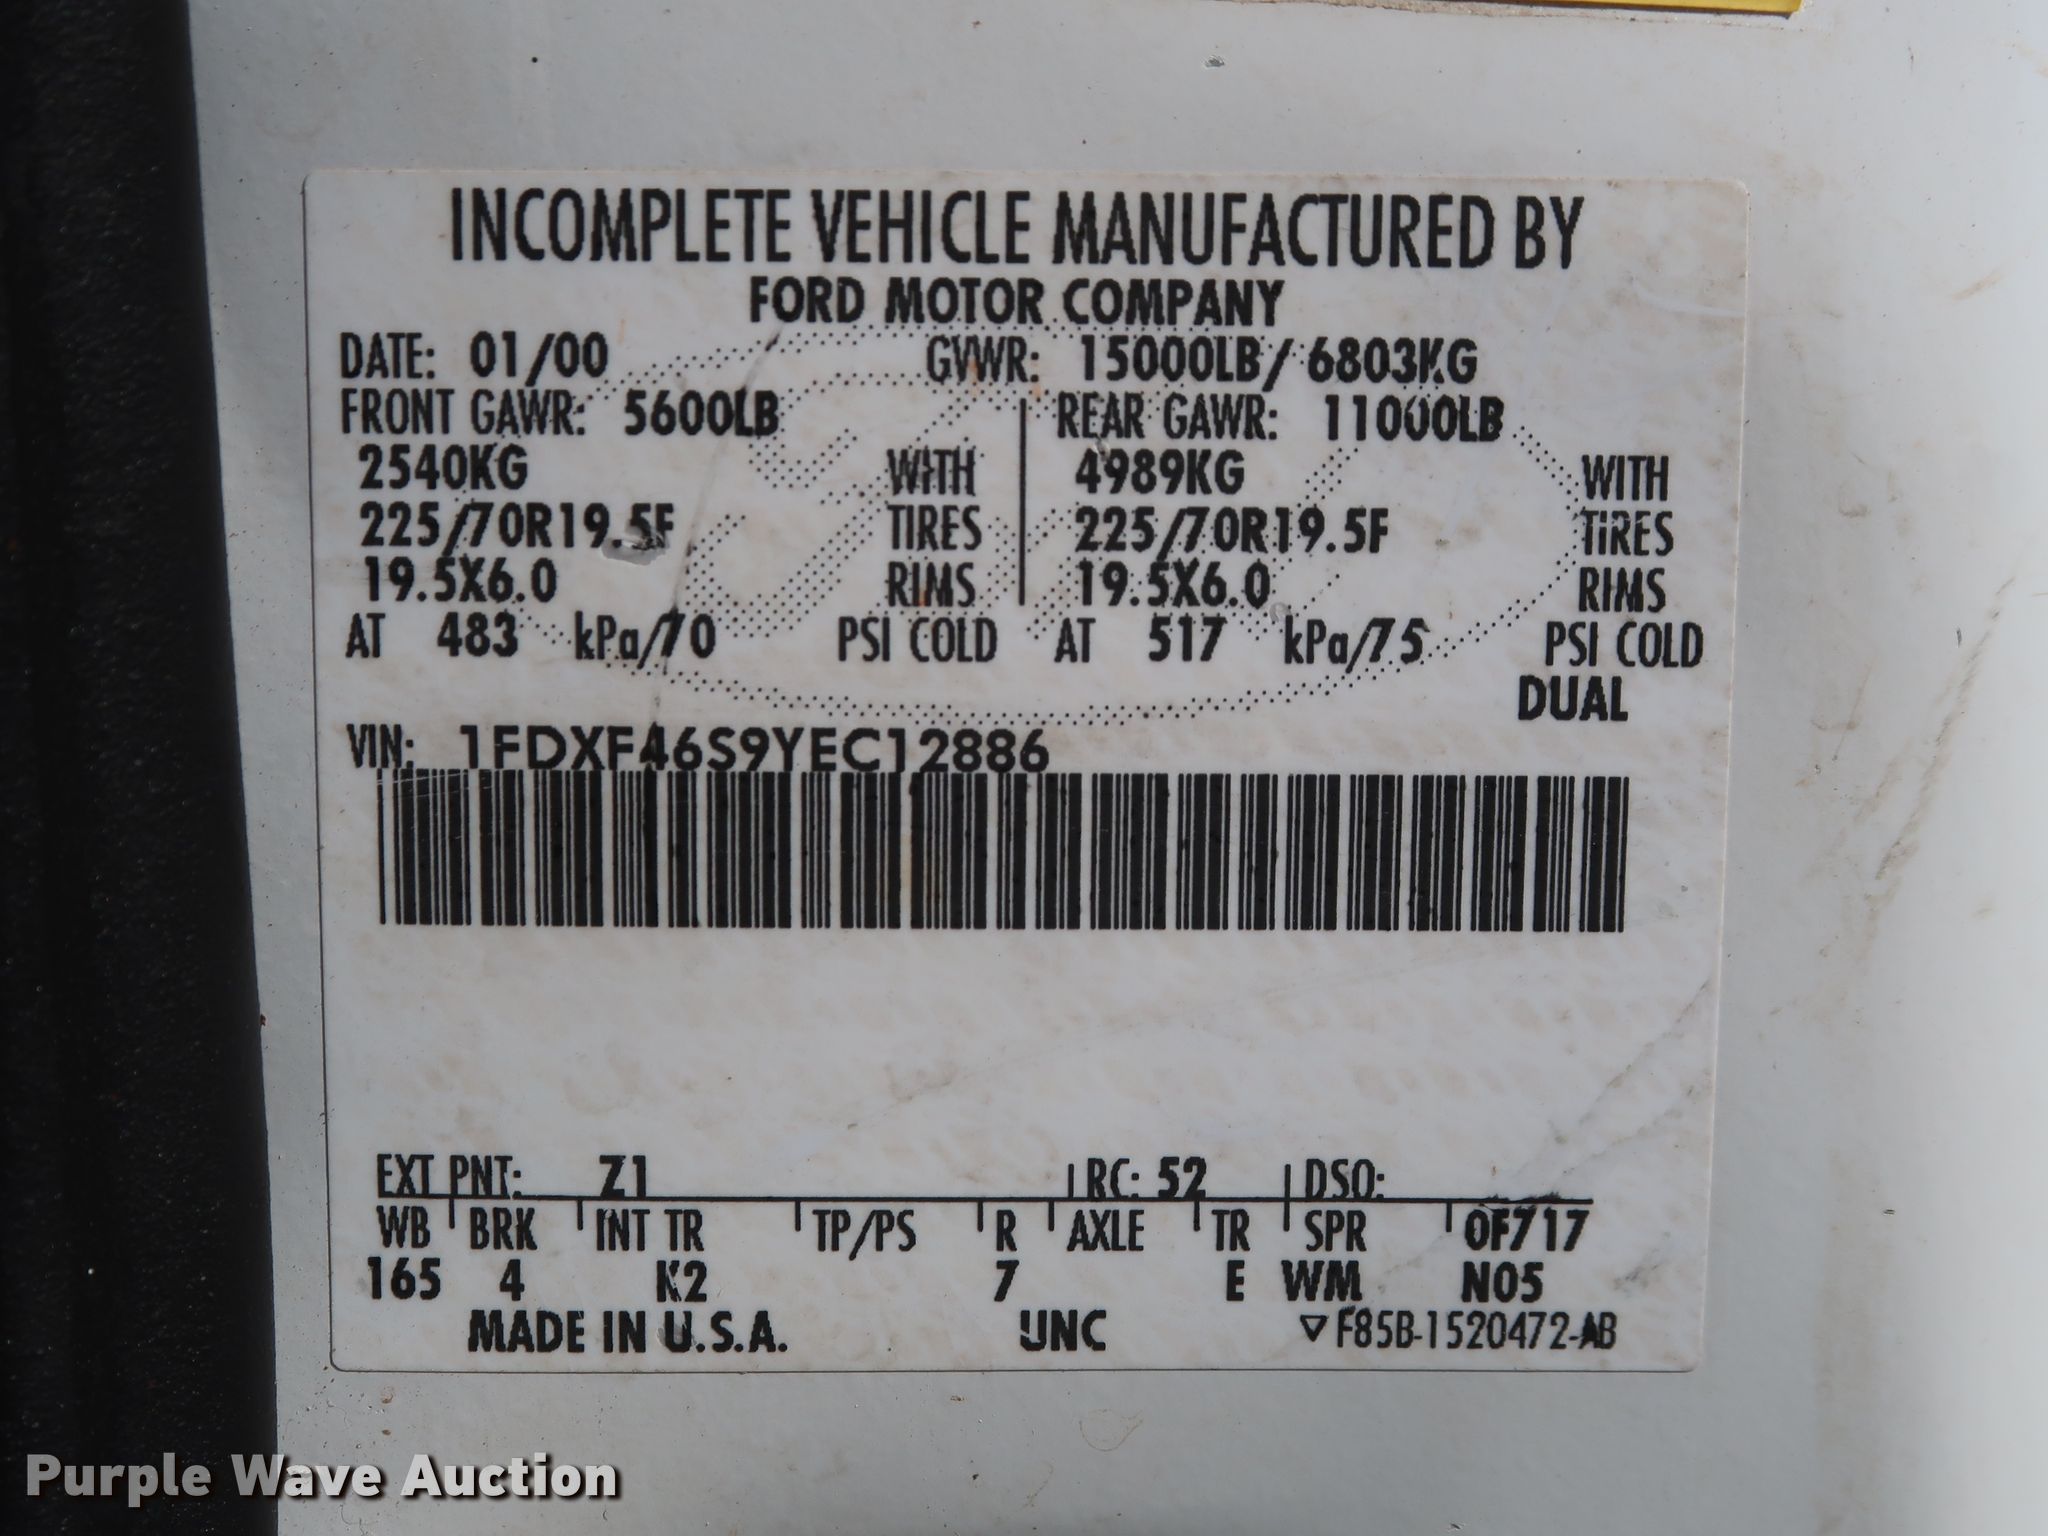 INCOMPLETE VEHICLE MANUFACTURED BY
FORD MOTOR COMPANY
DATE: 01/00 GVWR: 15000LB/ 6803KG
FRONT GAWR: 5600LB REAR GAWR: 11000LB
2540KG WITH 4989KG WITH
225/70R19.5F TIRES 225/70R19.5F TIRES
19.5X6.0 RIMS 19.5X6.0 RIMS
AT 483 kPa/70 PSI COLD AT 517 kPa/75 PSI COLD
DUAL
VIN: 1FDXF46S9YEC12886
EXT PNT: Z1 RC: 52 DSO:
WB BRK INT TR TP/PS R AXLE TR SPR 0F717
165 4 K2 7 E WM N05
MADE IN U.S.A. UNC ▽F85B-1520472-AB
Purple Wave Auction